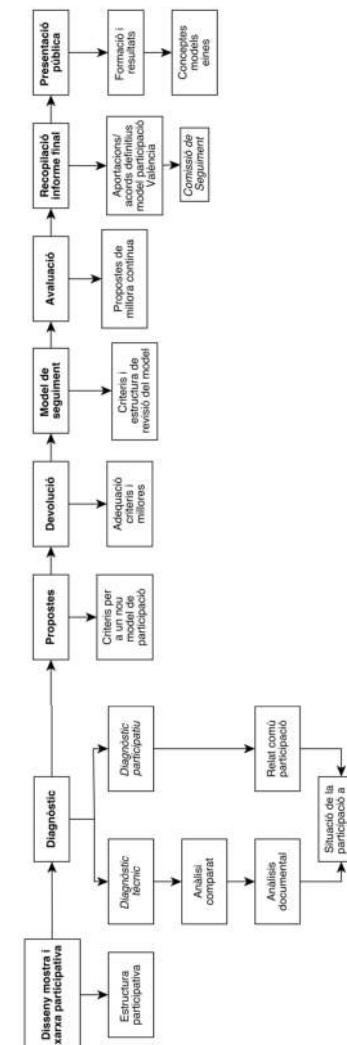 Disseny mostra i
xarxa participativa
Estructura
participativa
Diagnòstic
Diagnòstic
tècnic
Anàlisi
comparat
Anàlisis
documental
Diagnòstic
participatiu
Relat comú
participació
Situació de la
participació a
Propostes
Criteris per
a un nou
model de
participació
Devolució
Adequació
criteris i
millores
Model de
seguiment
Criteris i
estructura de
revisió del model
Avaluació
Propostes de
millora contínua
Recopilació
informe final
Aportacions/
acords definitius
model participació
València
Comissió de
Seguiment
Presentació
pública
Formació i
resultats
Conceptes
models
eines